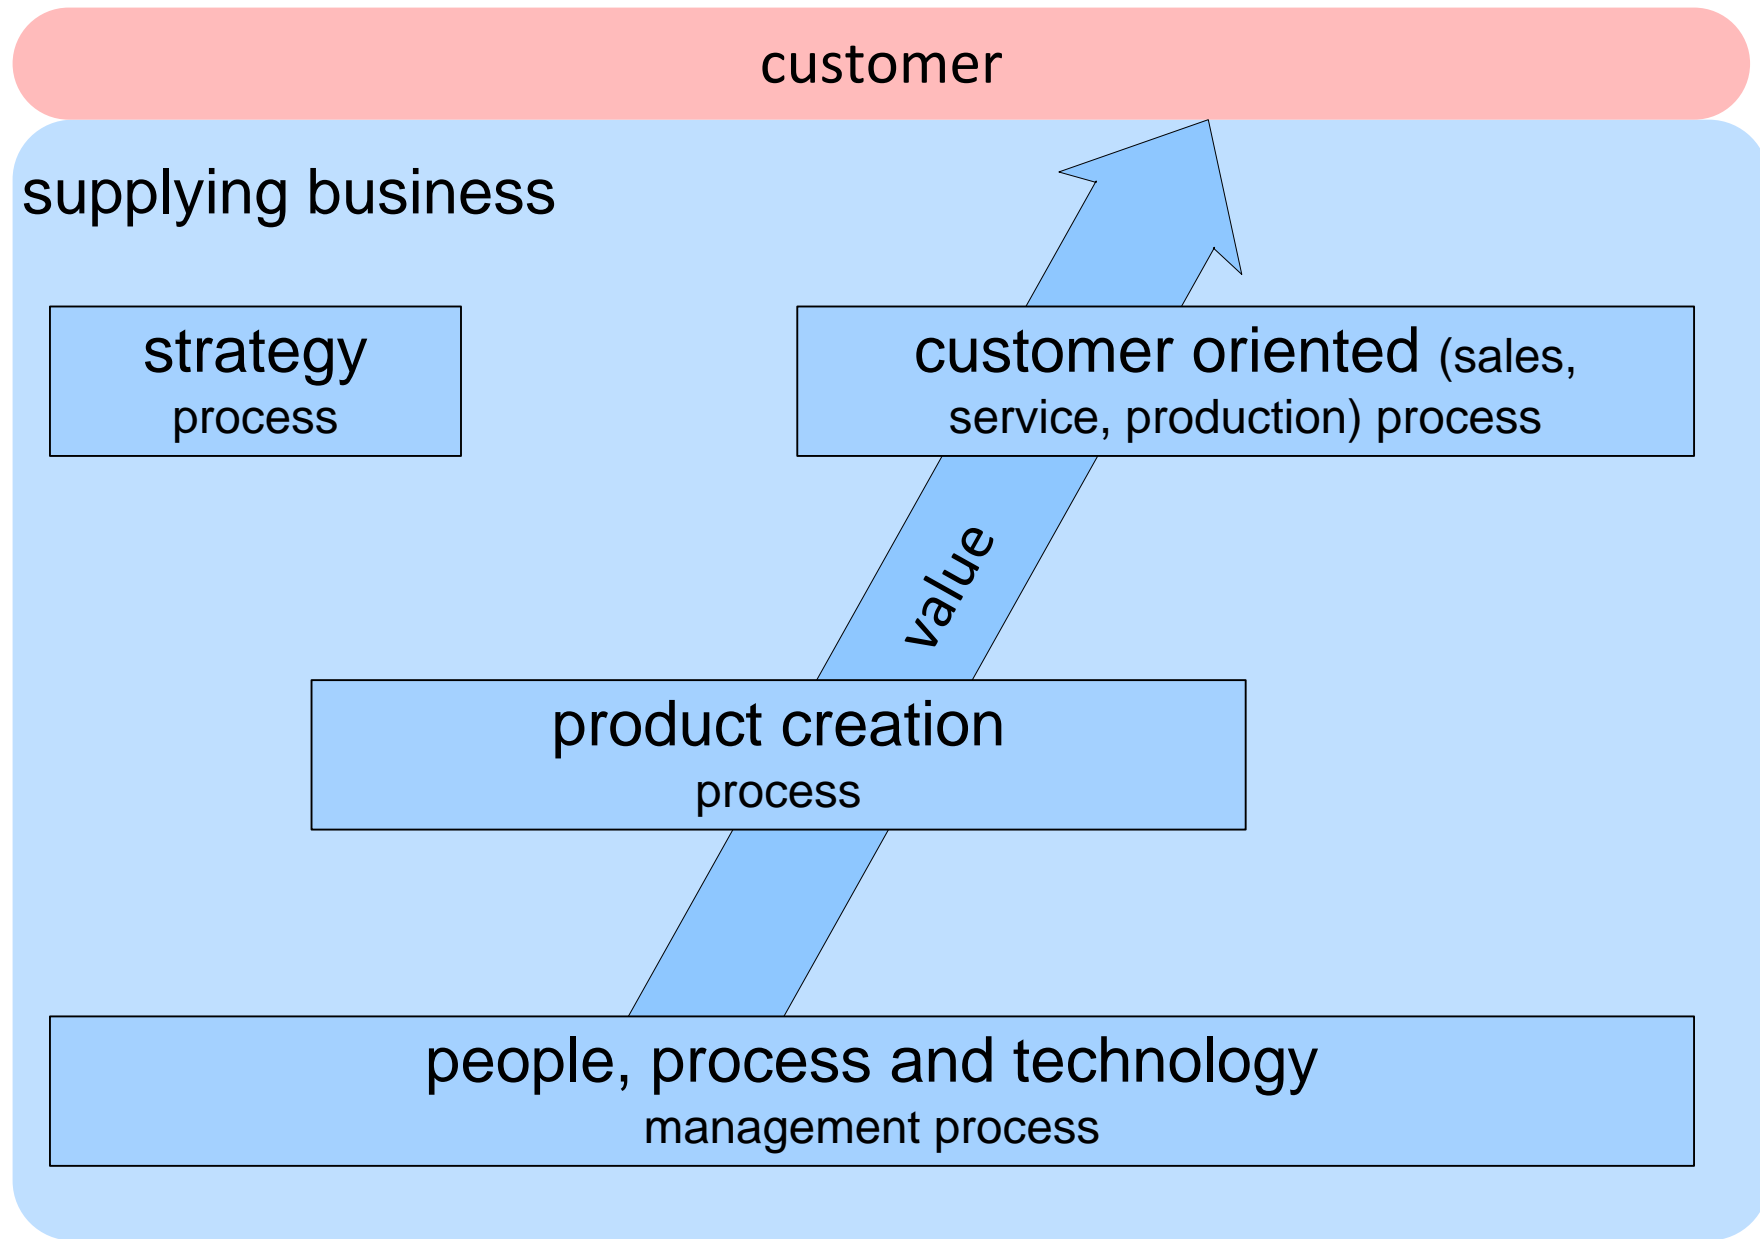 customer
supplying business
strategy
process
customer oriented (sales,
service, production) process
value
product creation
process
people, process and technology
management process